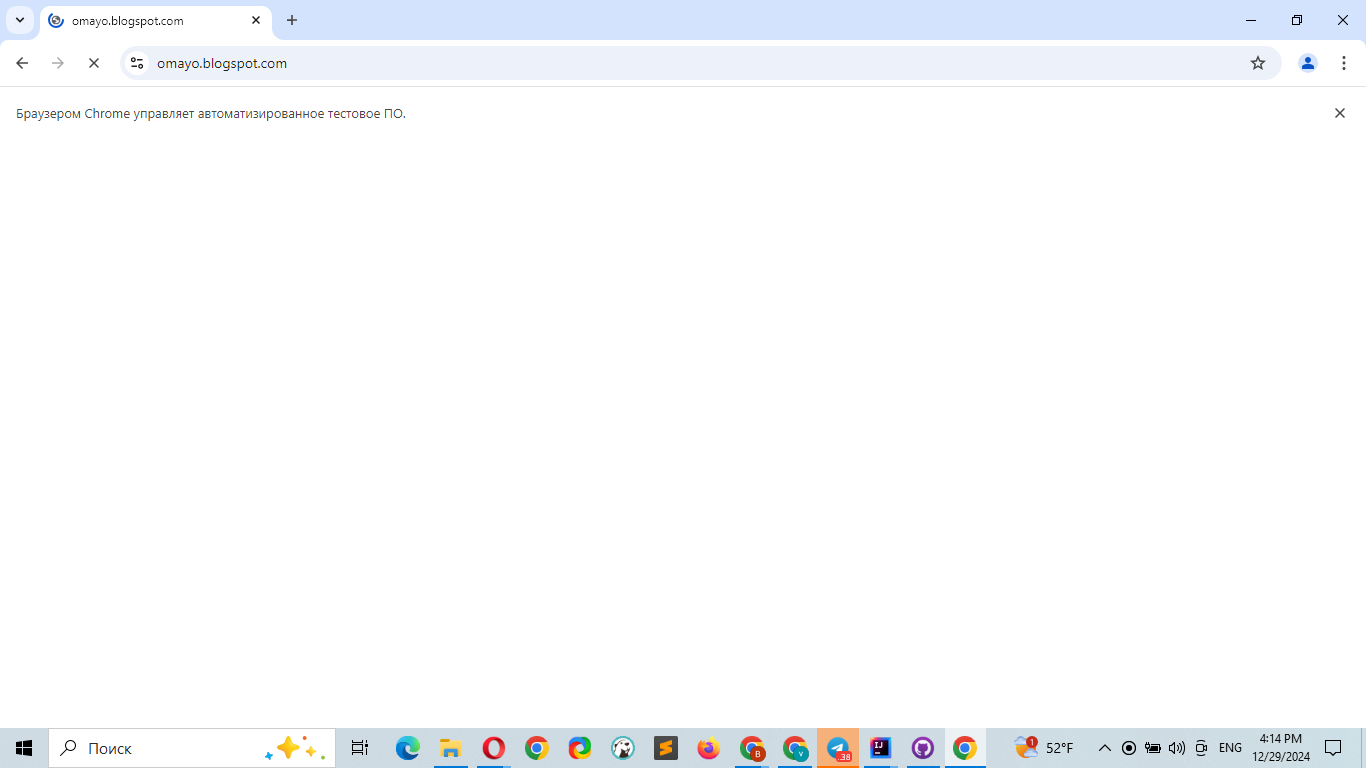 omayo.blogspot.com
omayo.blogspot.com
Браузером Chrome управляет автоматизированное тестовое ПО.
Поиск
B
V
.38
IJ
1
52°F
ENG
4:14 PM
12/29/2024